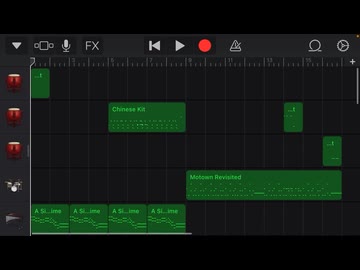 FX
3
5
7
9
11
13
15
+
...t
Chinese Kit
...t
...t
Motown Revisited
A Si...ime
A Si...ime
A Si...ime
A Si...ime